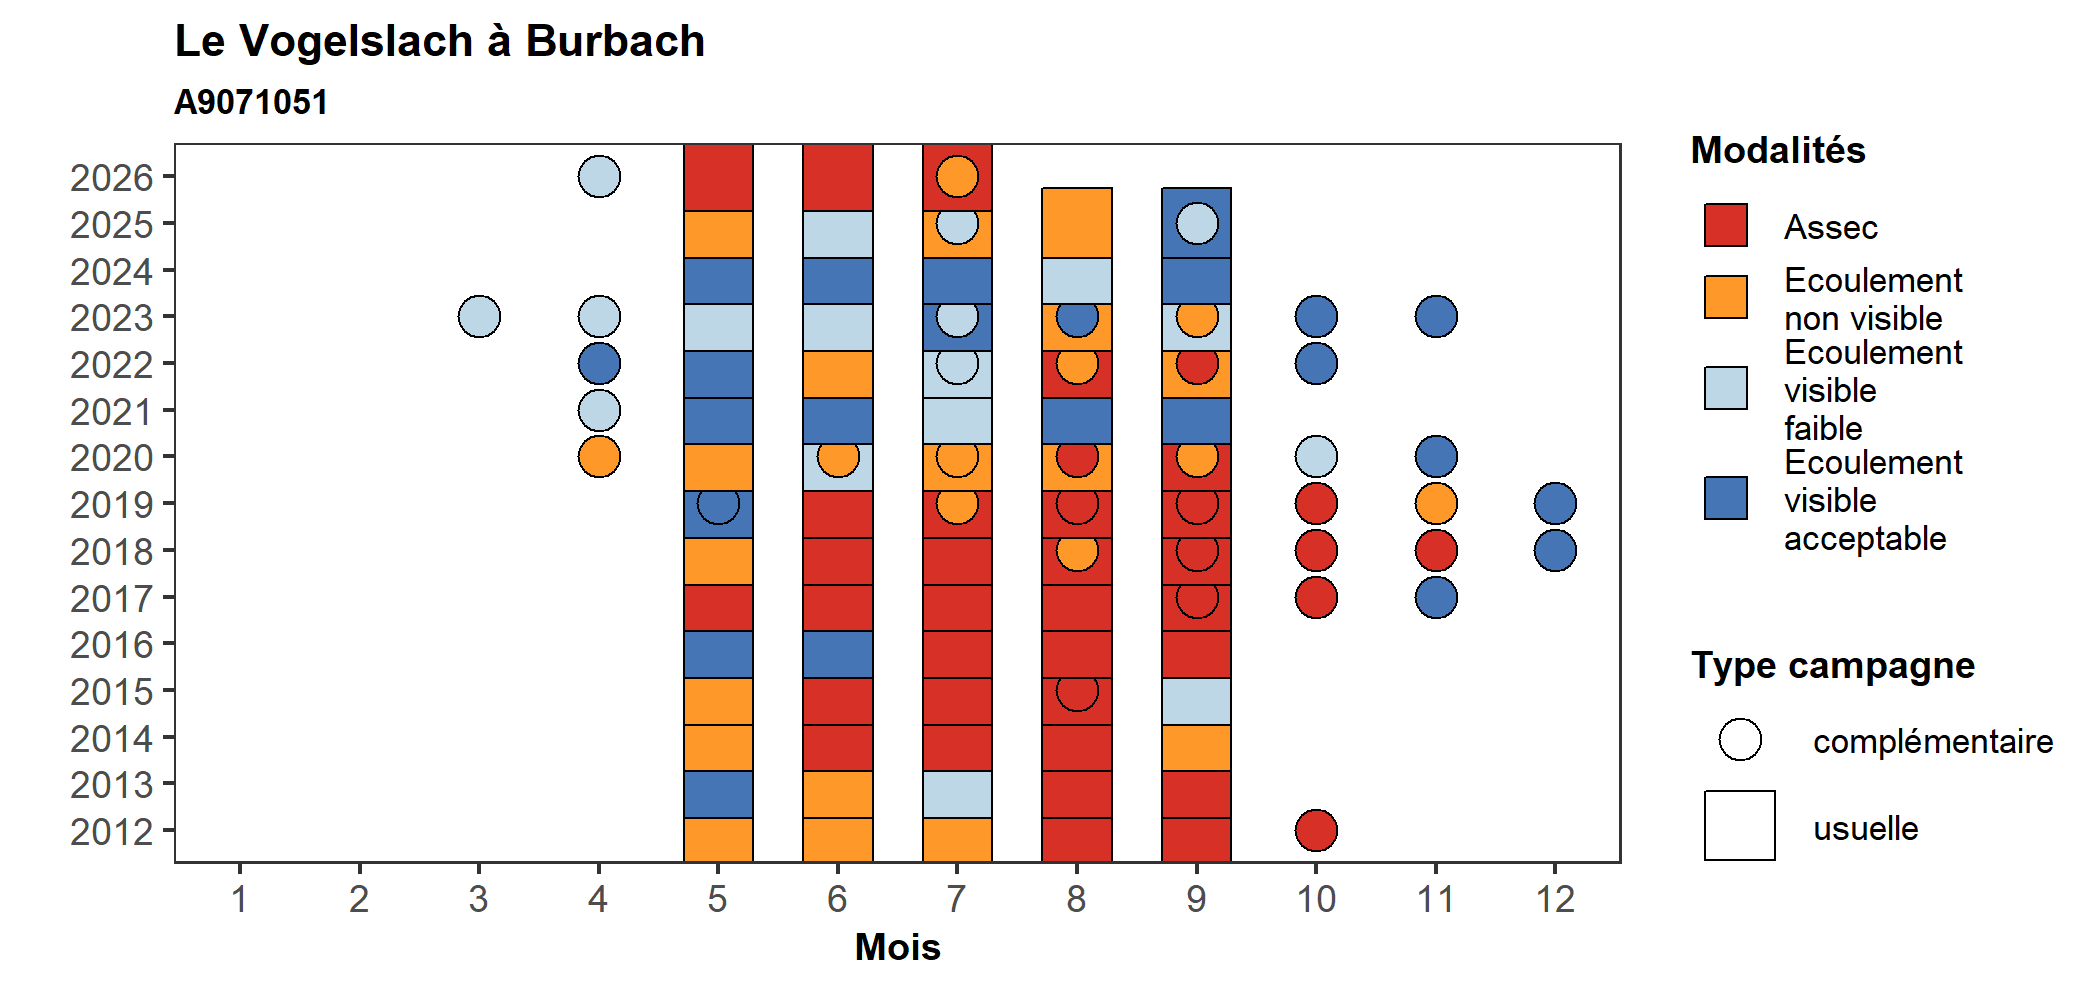 Le Vogelslach à Burbach
A9071051
2026
2025
2024
2023
2022
2021
2020
2019
2018
2017
2016
2015
2014
2013
2012
1 2 3 4 5 6 7 8 9 10 11 12
Mois
Modalités
Assec
Ecoulement
non visible
Ecoulement
visible
faible
Ecoulement
visible
acceptable
Type campagne
complémentaire
usuelle